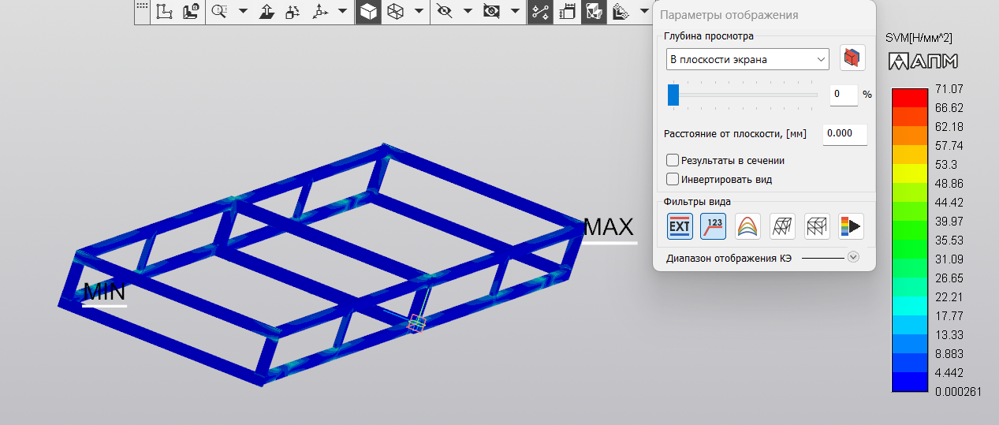 Параметры отображения
Глубина просмотра
В плоскости экрана
0 %
Расстояние от плоскости, [мм] 0.000
Результаты в сечении
Инвертировать вид
Фильтры вида
EXT 123
Диапазон отображения КЭ
MAX
MIN
SVM[Н/мм^2]
АПМ
71.07
66.62
62.18
57.74
53.3
48.86
44.42
39.97
35.53
31.09
26.65
22.21
17.77
13.33
8.883
4.442
0.000261